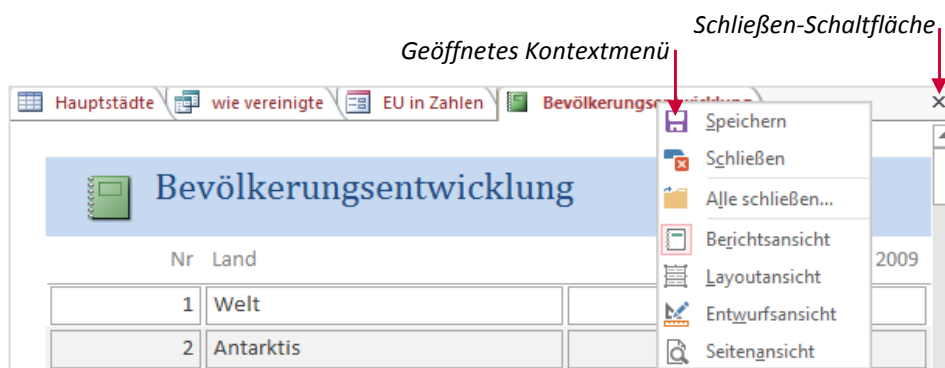 Schließen-Schaltfläche
Geöffnetes Kontextmenü
Hauptstädte wie vereinigte EU in Zahlen Bevölkerungsentwicklung
Speichern
Schließen
Bevölkerungsentwicklung
Alle schließen...
Berichtsansicht
Nr Land 2009
Layoutansicht
1 Welt
Entwurfsansicht
2 Antarktis
Seitenansicht